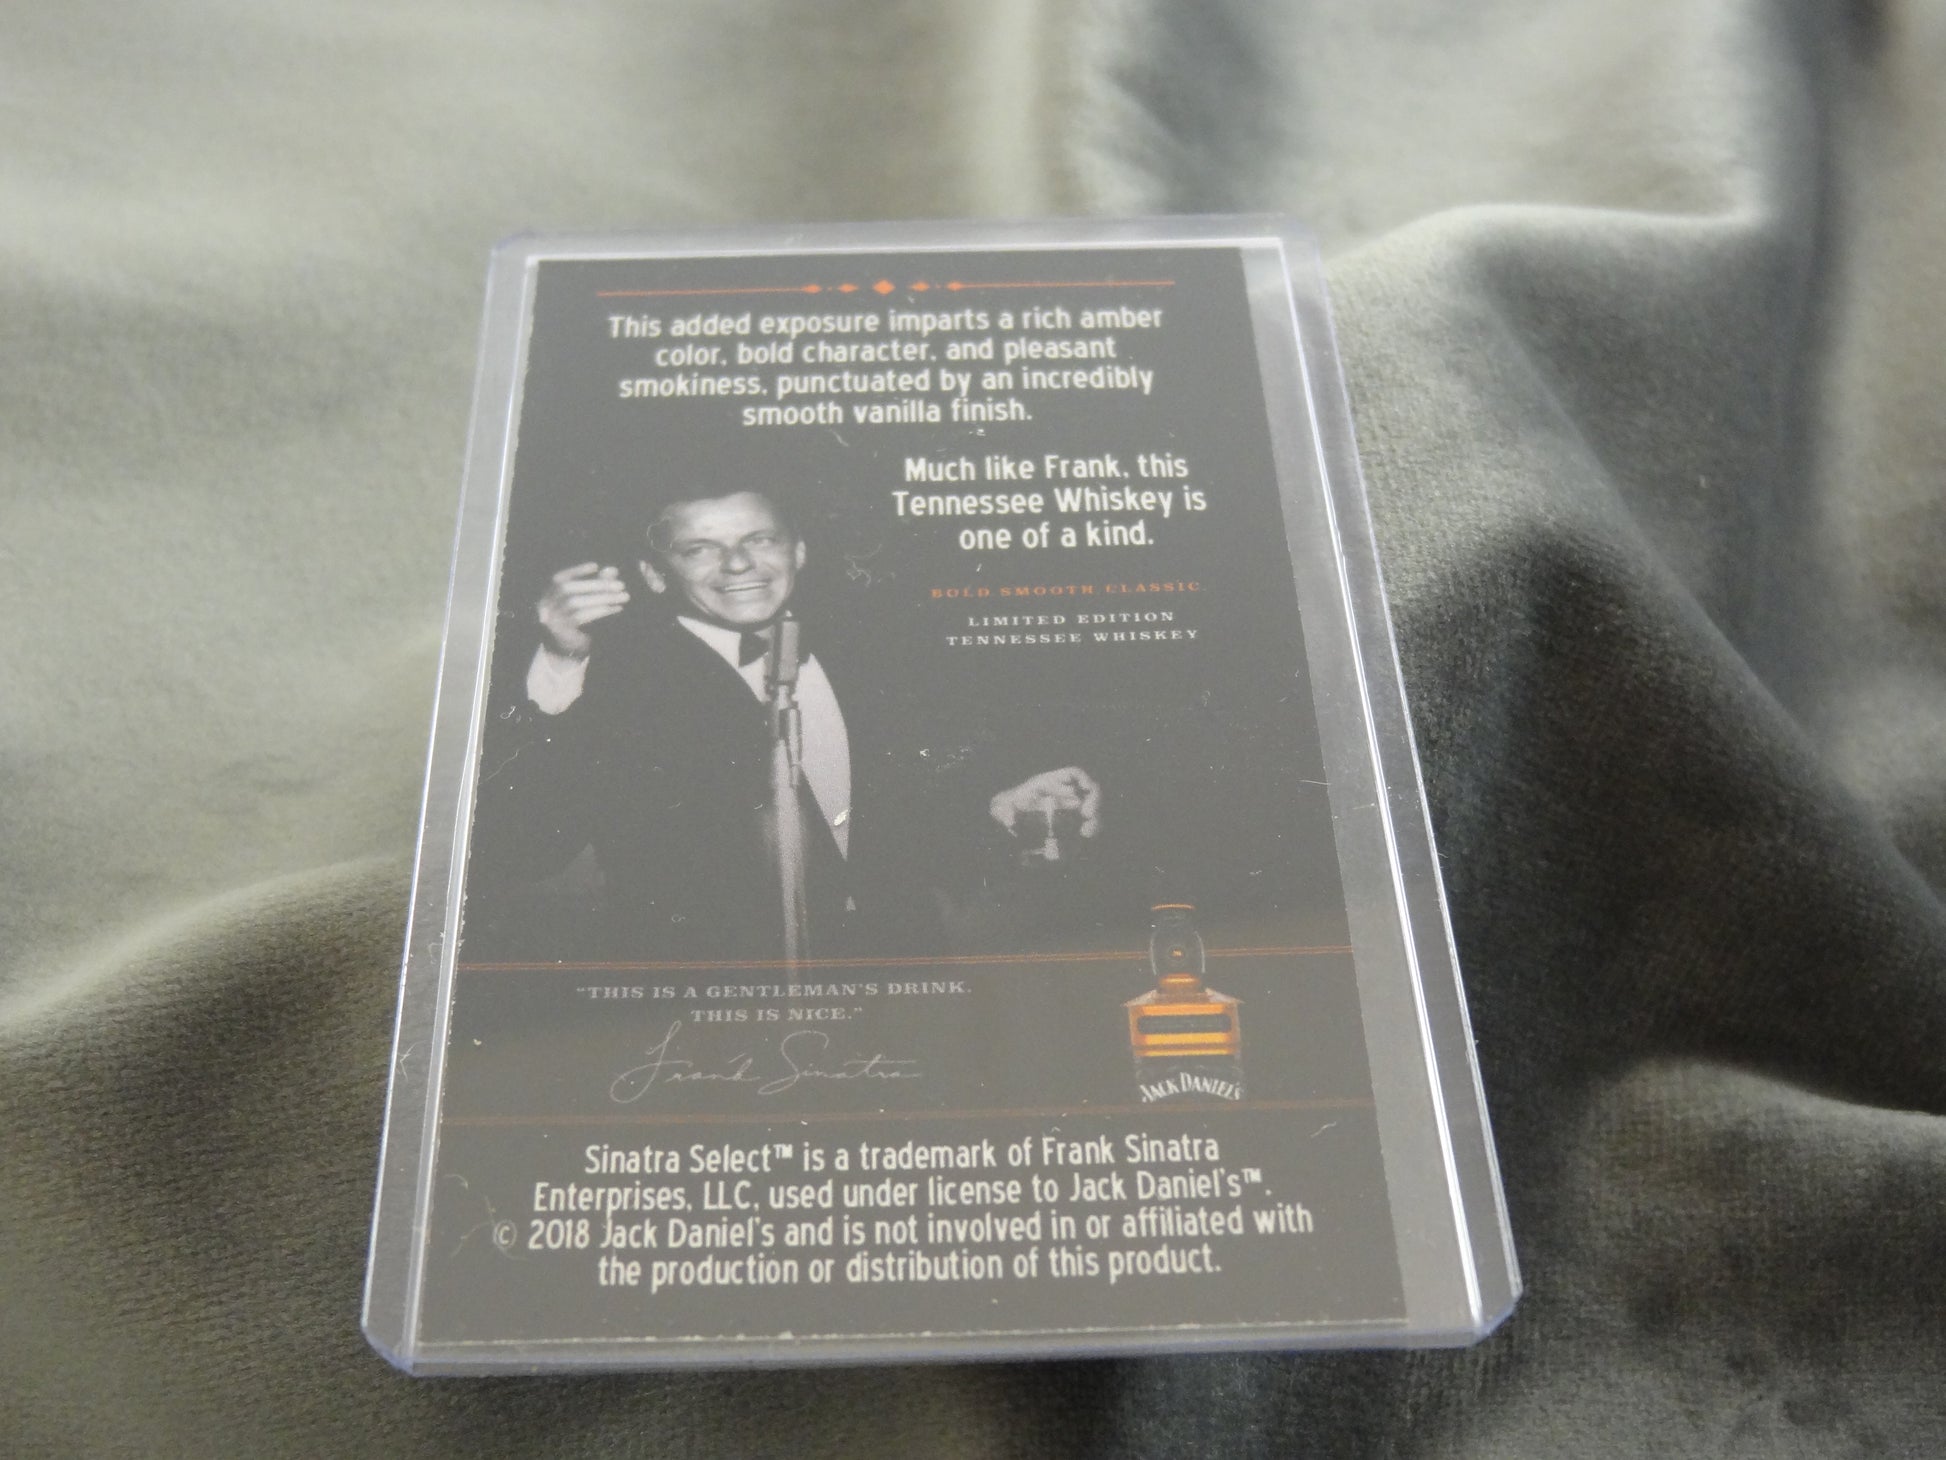 This added exposure imparts a rich amber
color, bold character, and pleasant
smokiness, punctuated by an incredibly
smooth vanilla finish.
Much like Frank, this
Tennessee Whiskey is
one of a kind.
BOLD SMOOTH CLASSIC
LIMITED EDITION
TENNESSEE WHISKEY
"THIS IS A GENTLEMAN'S DRINK.
THIS IS NICE."
Frank Sinatra
JACK DANIEL'S
Sinatra Select™ is a trademark of Frank Sinatra
Enterprises, LLC, used under license to Jack Daniel's™.
© 2018 Jack Daniel's and is not involved in or affiliated with
the production or distribution of this product.